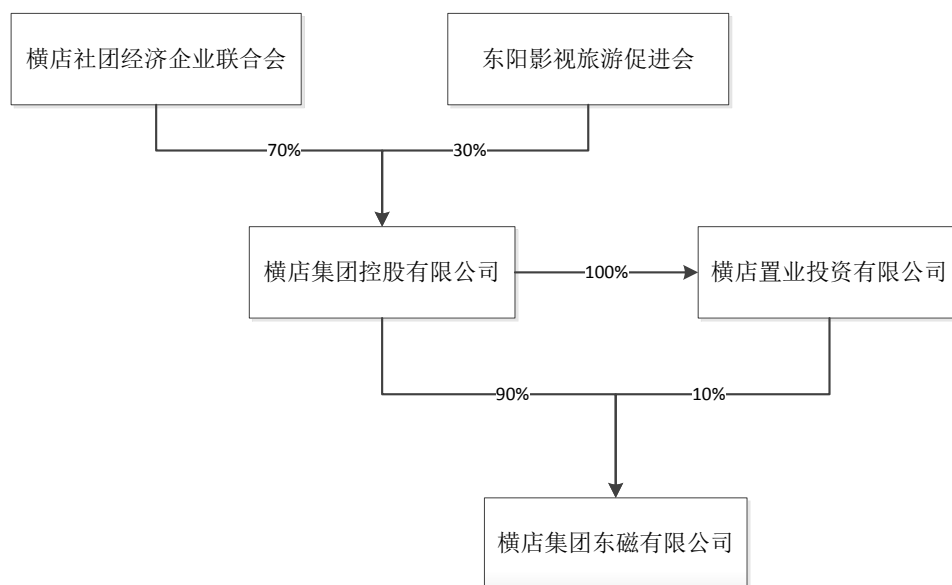 横店社团经济企业联合会
东阳影视旅游促进会
70%
30%
横店集团控股有限公司
100%
横店置业投资有限公司
90%
10%
横店集团东磁有限公司